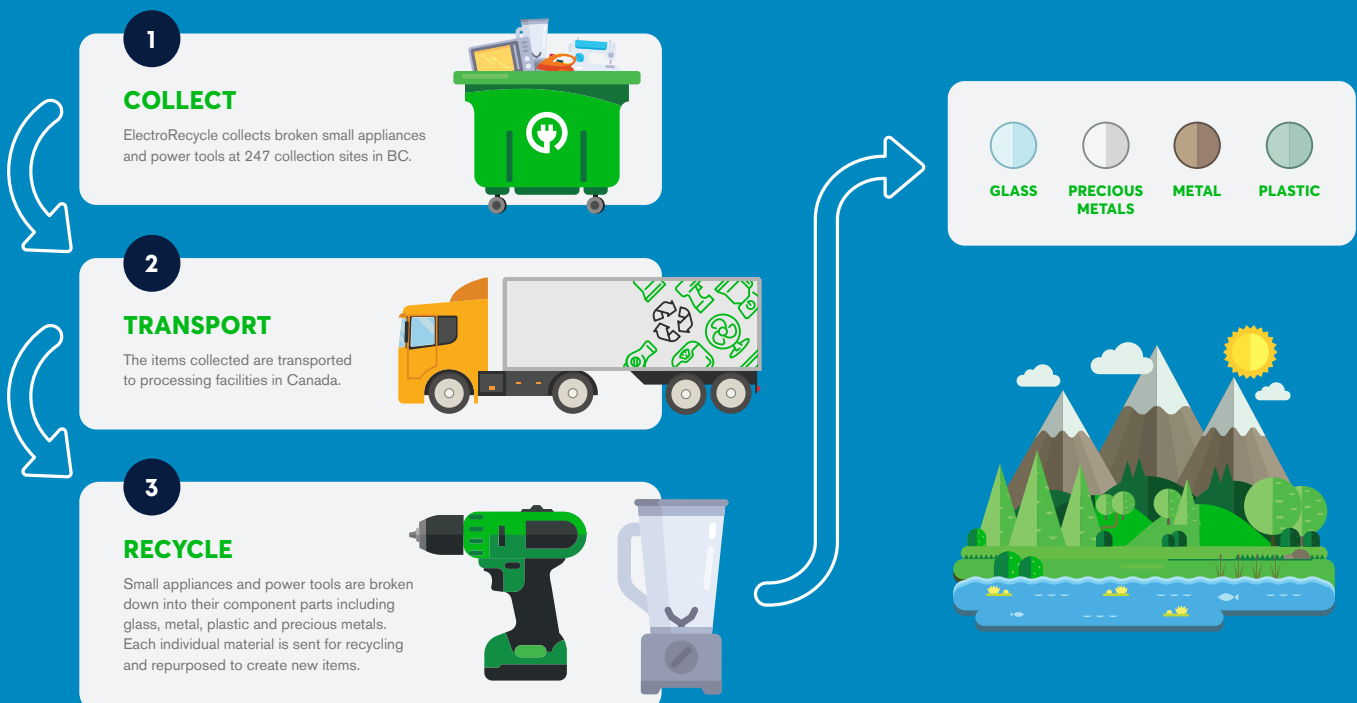 1
COLLECT
ElectroRecycle collects broken small appliances
and power tools at 247 collection sites in BC.
2
TRANSPORT
The items collected are transported
to processing facilities in Canada.
3
RECYCLE
Small appliances and power tools are broken
down into their component parts including
glass, metal, plastic and precious metals.
Each individual material is sent for recycling
and repurposed to create new items.
GLASS
PRECIOUS
METALS
METAL
PLASTIC